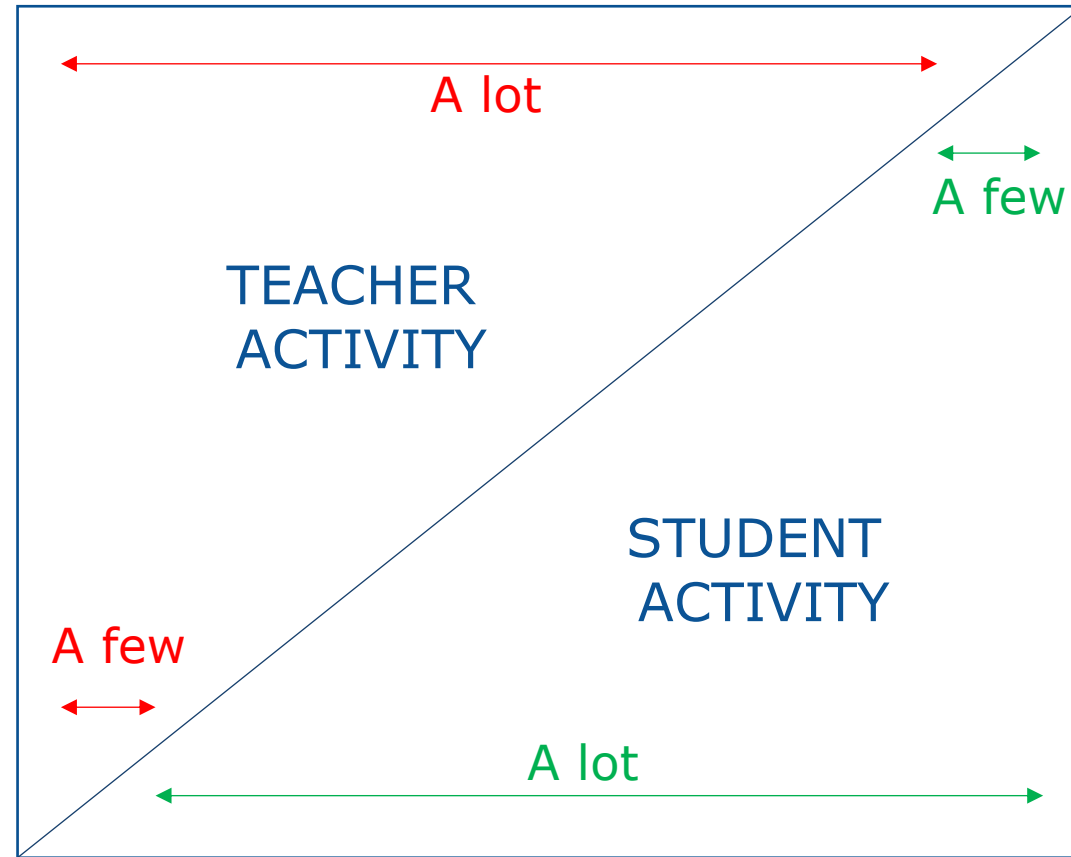 A lot
A few
TEACHER
ACTIVITY
STUDENT
ACTIVITY
A few
A lot